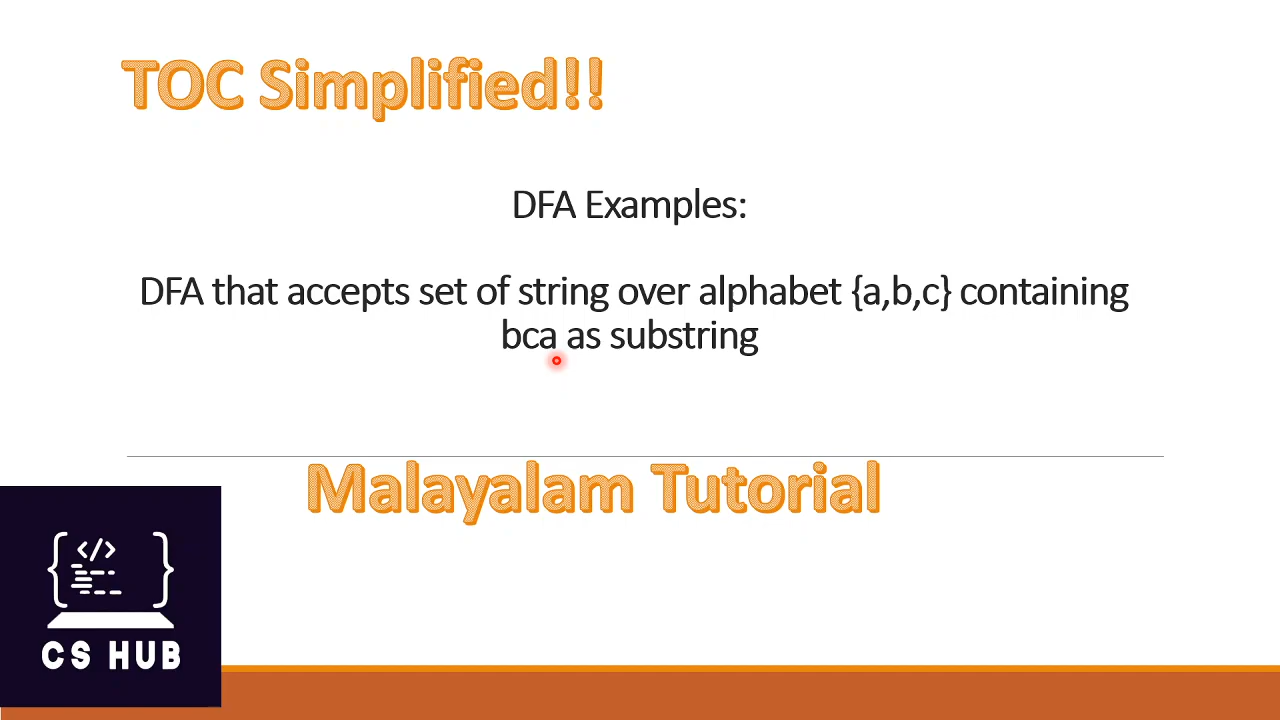 TOC Simplified!!
DFA Examples:
DFA that accepts set of string over alphabet {a,b,c} containing
bca as substring
Malayalam Tutorial
{ </> }
CS HUB